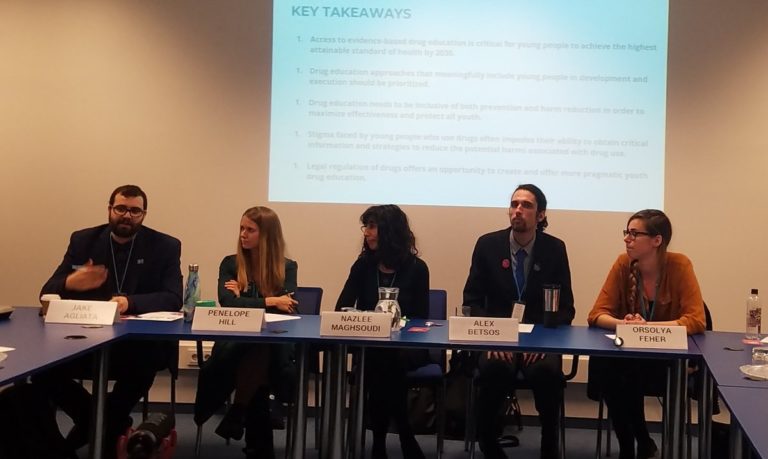 KEY TAKEAWAYS
1. Access to evidence-based drug education is critical for young people to achieve the highest
attainable standard of health by 2030.
1. Drug education approaches that meaningfully include young people in development and
execution should be prioritized.
1. Drug education needs to be inclusive of both prevention and harm reduction in order to
maximize effectiveness and protect all youth.
1. Stigma faced by young people who use drugs often impedes their ability to obtain critical
information and strategies to reduce the potential harms associated with drug use.
1. Legal regulation of drugs offers an opportunity to create and offer more pragmatic youth
drug education.
JAKE
AGLIATA
PENELOPE
HILL
NAZLEE
MAGHSOUDI
ALEX
BETSOS
ORSOLYA
FEHER